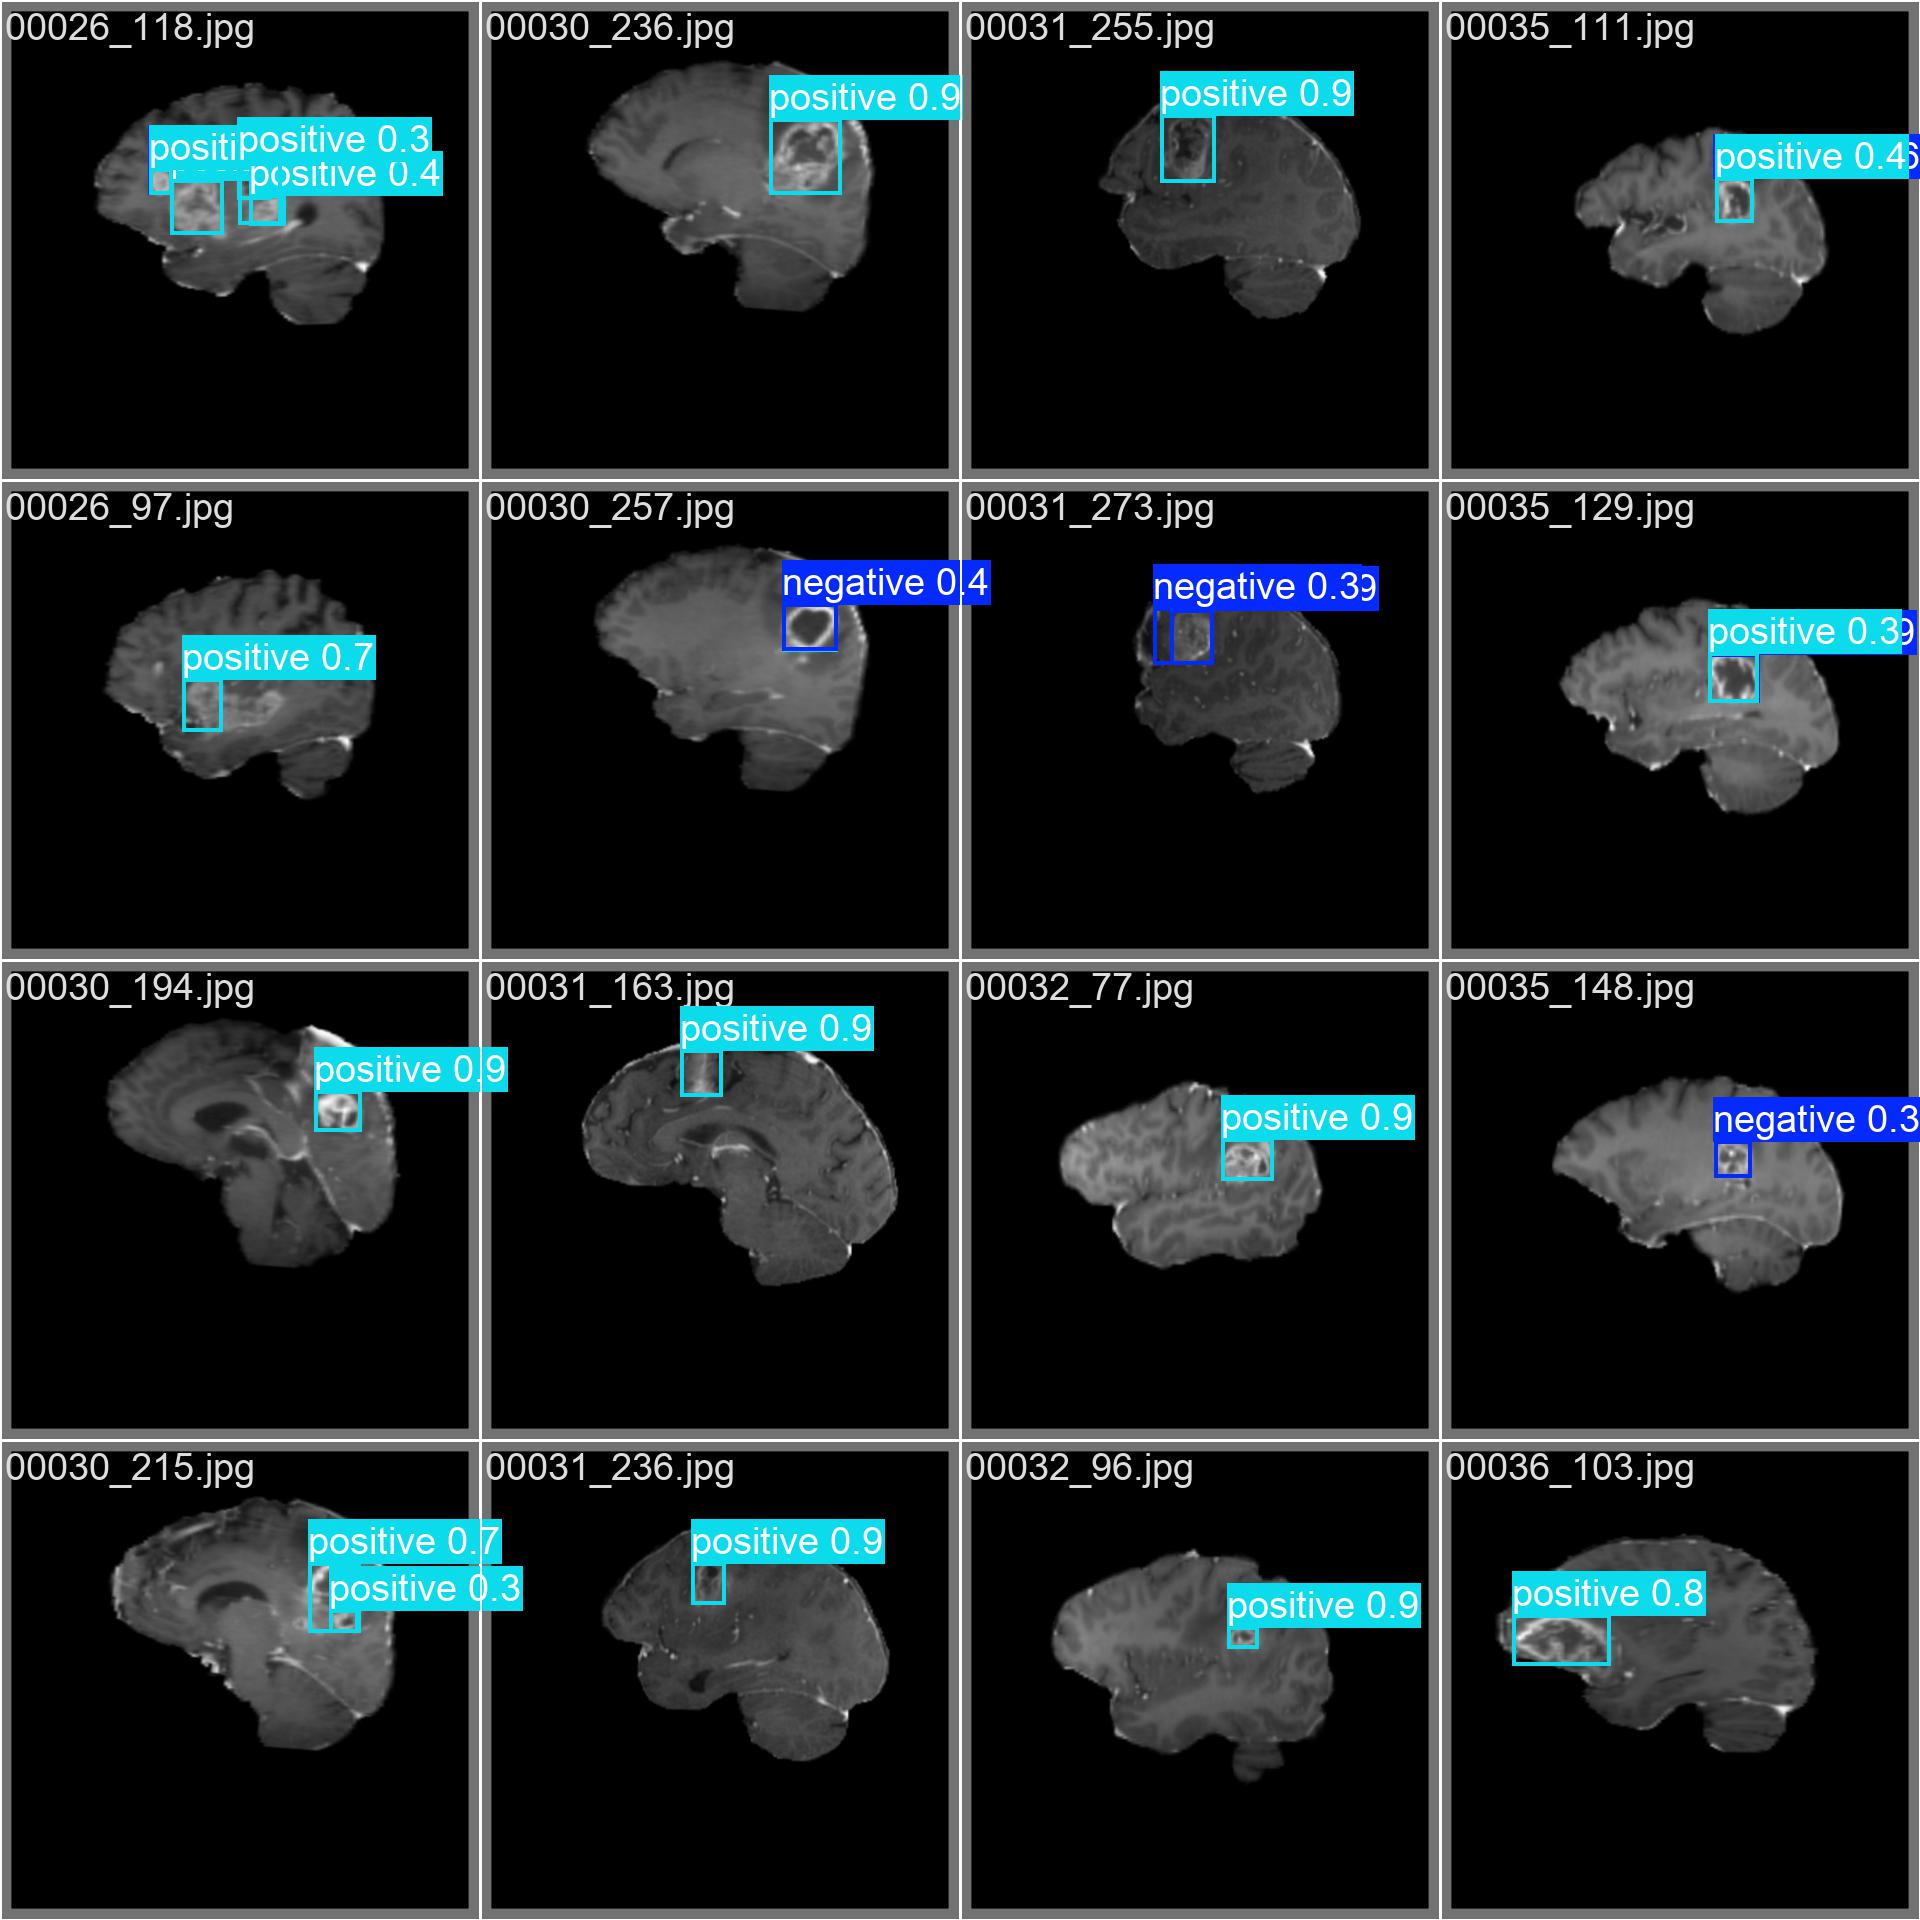 00026_118.jpg
positi
positive 0.3
positive 0.4
00030_236.jpg
positive 0.9
00031_255.jpg
positive 0.9
00035_111.jpg
positive 0.46
00026_97.jpg
positive 0.7
00030_257.jpg
negative 0.4
00031_273.jpg
negative 0.39
00035_129.jpg
positive 0.39
00030_194.jpg
positive 0.9
00031_163.jpg
positive 0.9
00032_77.jpg
positive 0.9
00035_148.jpg
negative 0.3
00030_215.jpg
positive 0.7
positive 0.3
00031_236.jpg
positive 0.9
00032_96.jpg
positive 0.9
00036_103.jpg
positive 0.8